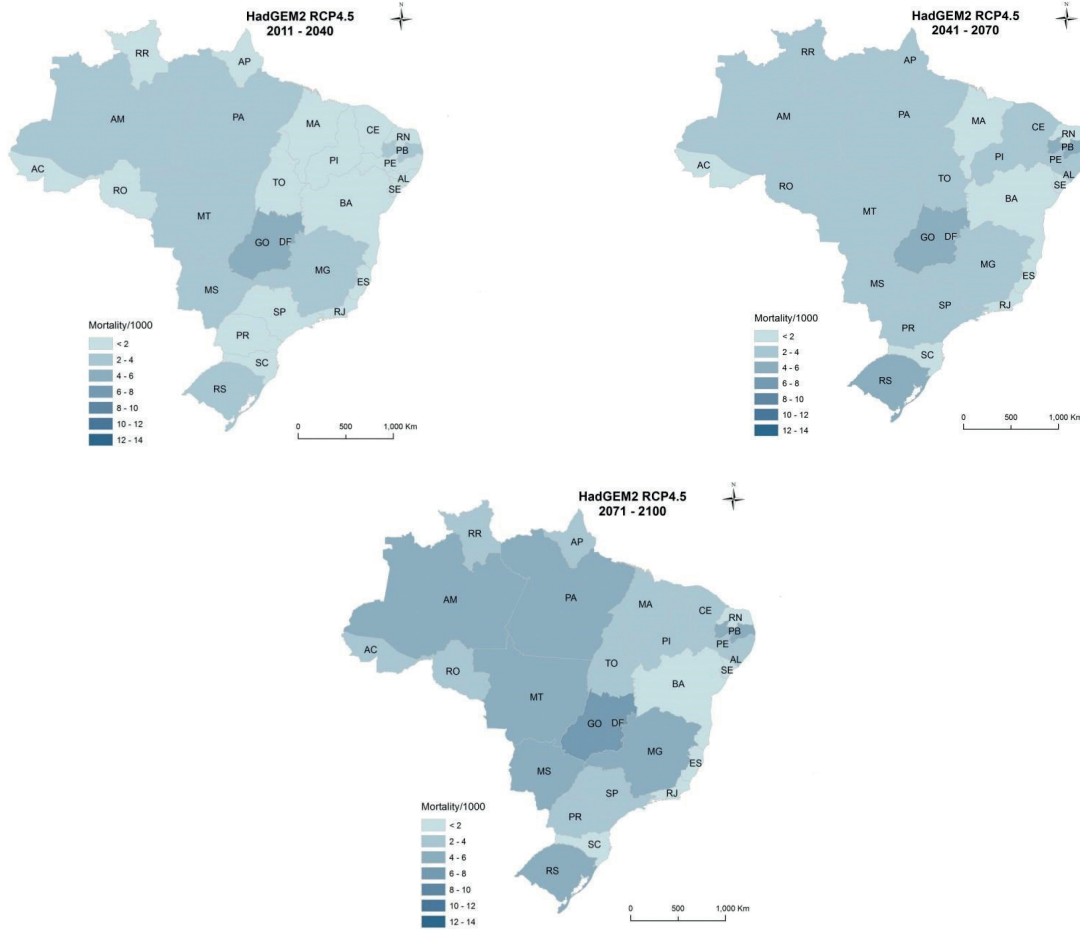 HadGEM2 RCP4.5
2011 - 2040
N
RR
AP
AM
PA
MA
CE
RN
PB
PI
PE
AC
AL
TO
SE
RO
BA
MT
GO
DF
MG
MS
ES
SP
RJ
PR
SC
RS
Mortality/1000
< 2
2 - 4
4 - 6
6 - 8
8 - 10
10 - 12
12 - 14
0 500 1,000 Km
HadGEM2 RCP4.5
2041 - 2070
N
RR
AP
AM
PA
MA
CE
RN
PB
PI
PE
AC
AL
TO
RO
SE
BA
MT
GO
DF
MG
MS
ES
SP
RJ
PR
SC
RS
Mortality/1000
< 2
2 - 4
4 - 6
6 - 8
8 - 10
10 - 12
12 - 14
0 500 1,000 Km
HadGEM2 RCP4.5
2071 - 2100
N
RR
AP
AM
PA
MA
CE
RN
PB
PI
PE
AC
AL
TO
SE
RO
BA
MT
GO
DF
MG
MS
ES
SP
RJ
PR
SC
RS
Mortality/1000
< 2
2 - 4
4 - 6
6 - 8
8 - 10
10 - 12
12 - 14
0 500 1,000 Km